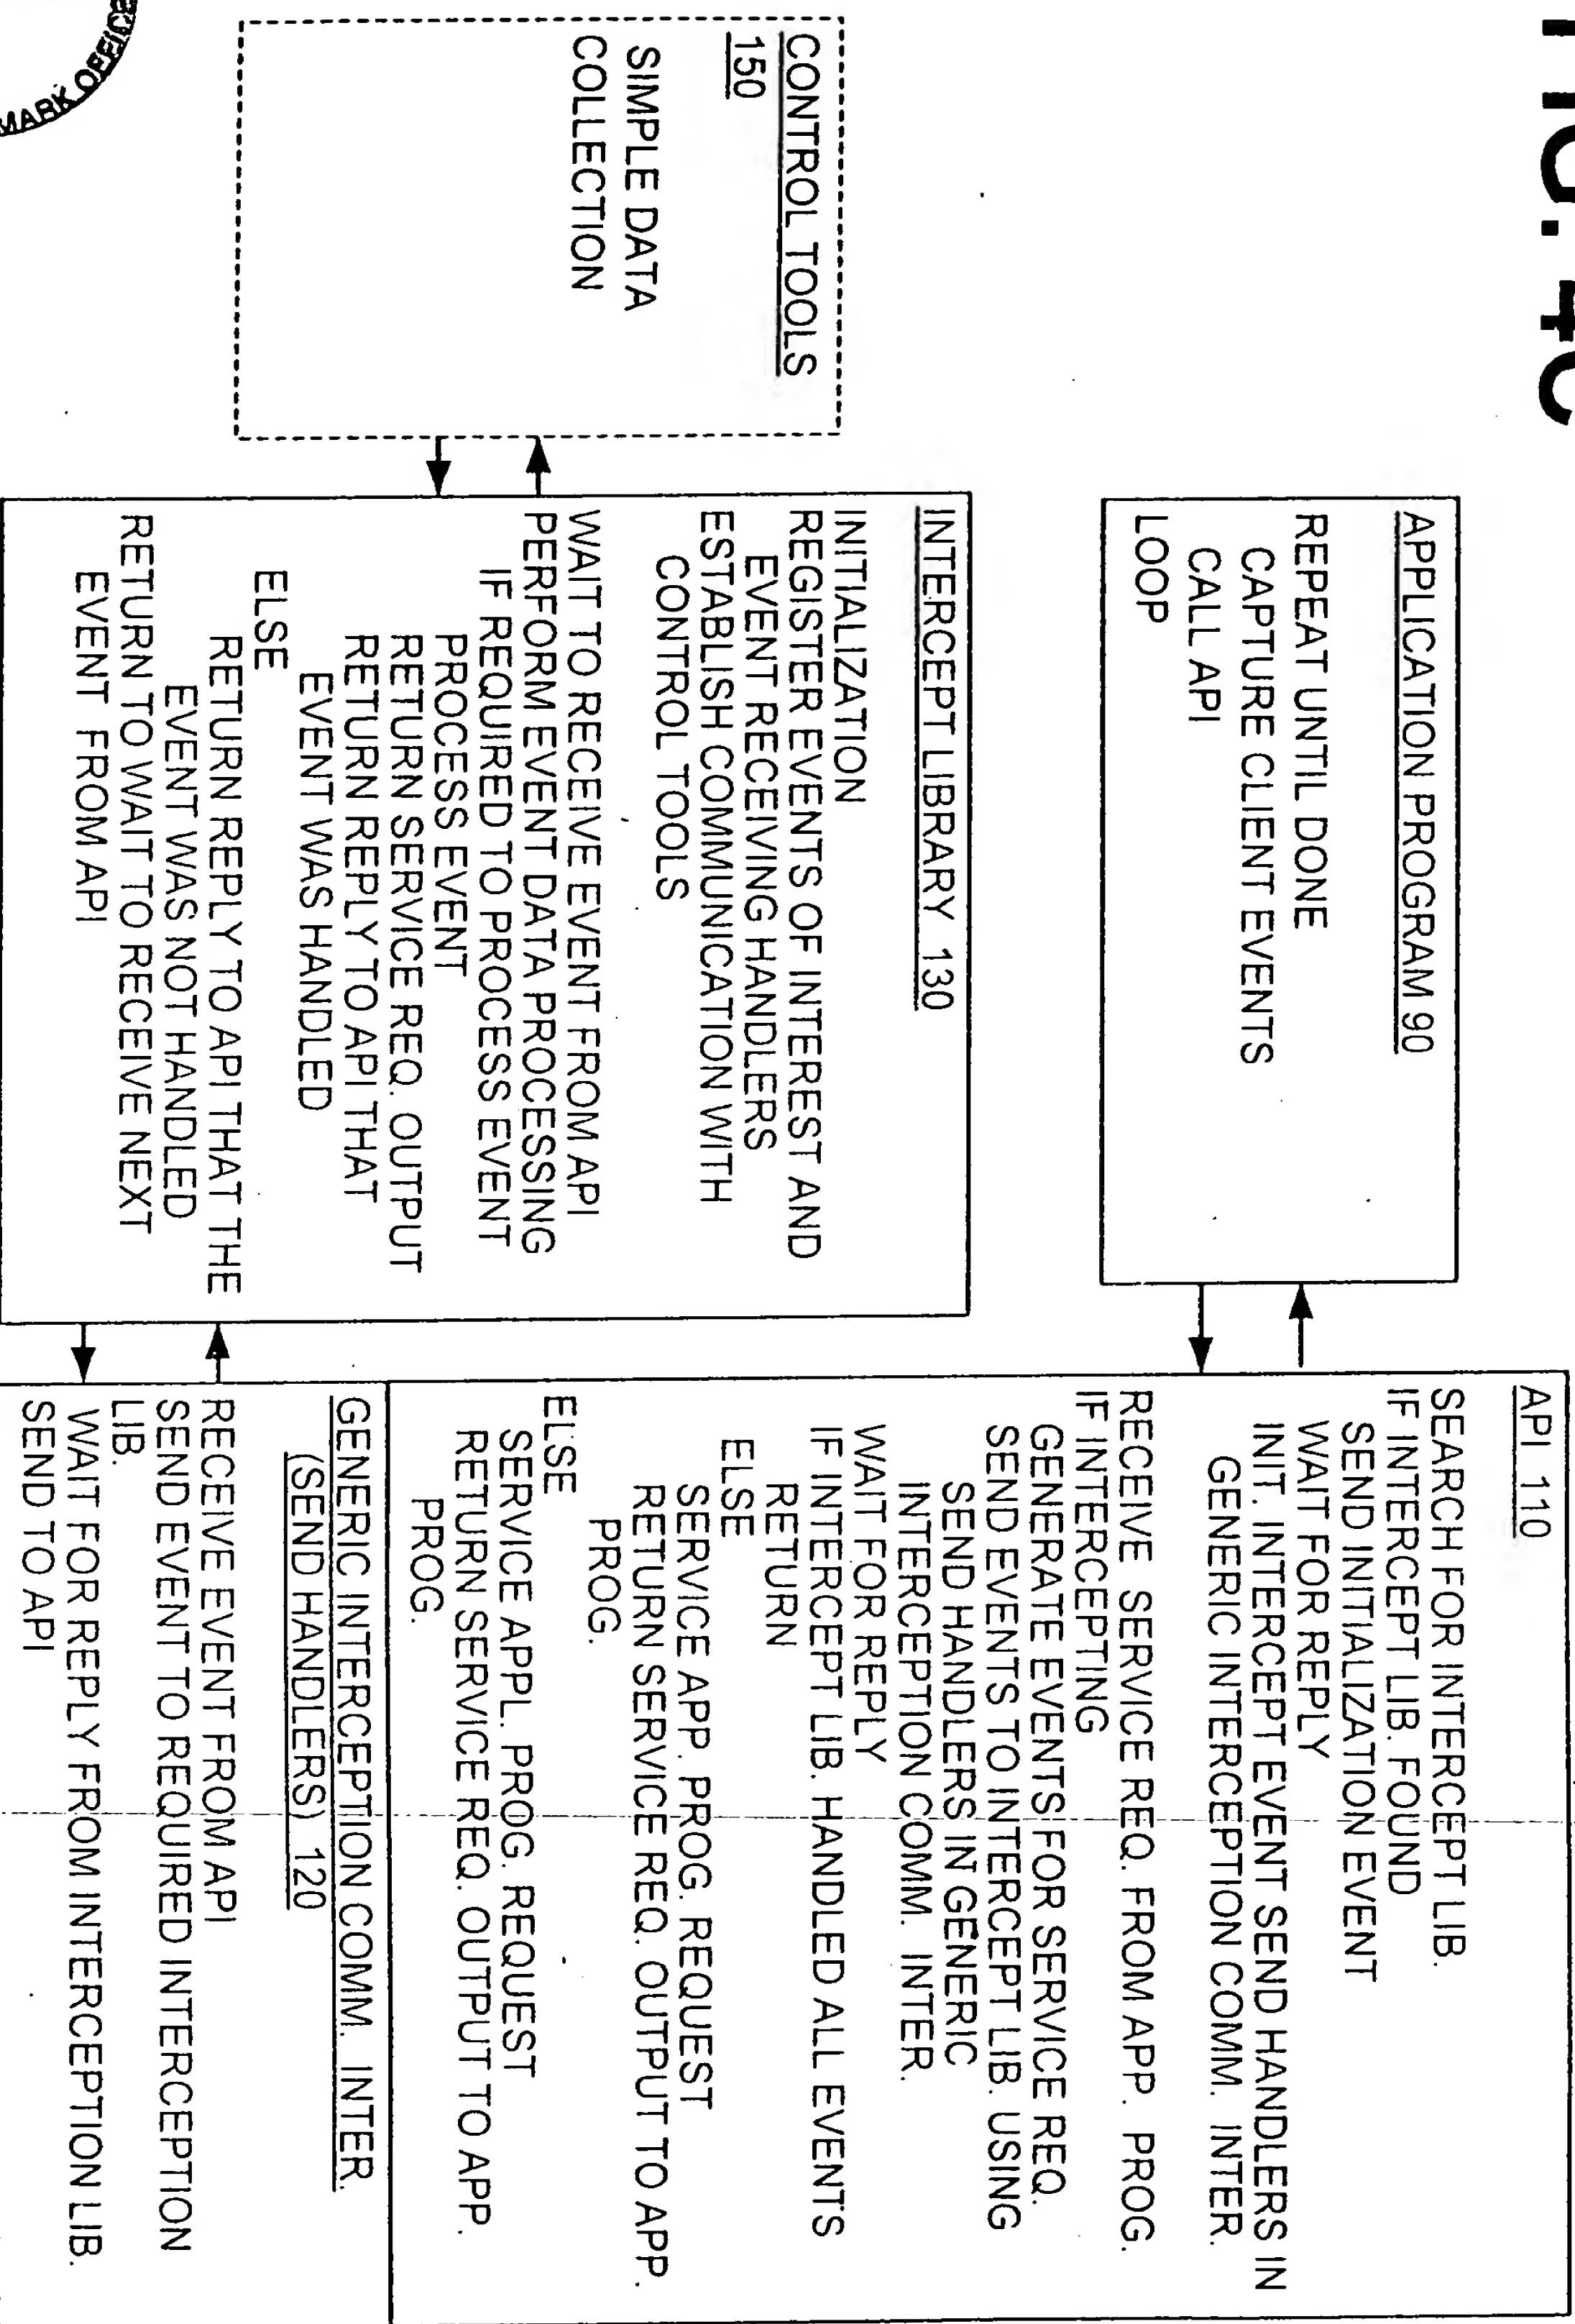 FIG. 4C
APPLICATION PROGRAM 90
REPEAT UNTIL DONE
CAPTURE CLIENT EVENTS
CALL API
LOOP
API 110
SEARCH FOR INTERCEPT LIB.
IF INTERCEPT LIB. FOUND
SEND INITIALIZATION EVENT
WAIT FOR REPLY
INIT. INTERCEPT EVENT SEND HANDLERS IN
GENERIC INTERCEPTION COMM. INTER.
RECEIVE SERVICE REQ. FROM APP. PROG.
IF INTERCEPTING
GENERATE EVENTS FOR SERVICE REQ.
SEND EVENTS TO INTERCEPT LIB. USING
SEND HANDLERS IN GENERIC
INTERCEPTION COMM. INTER.
WAIT FOR REPLY
IF INTERCEPT LIB. HANDLED ALL EVENTS
RETURN
ELSE
SERVICE APP. PROG. REQUEST
RETURN SERVICE REQ. OUTPUT TO APP.
PROG.
ELSE
SERVICE APPL. PROG. REQUEST
RETURN SERVICE REQ. OUTPUT TO APP.
PROG.
CONTROL TOOLS
150
SIMPLE DATA
COLLECTION
INTERCEPT LIBRARY 130
INITIALIZATION
REGISTER EVENTS OF INTEREST AND
EVENT RECEIVING HANDLERS
ESTABLISH COMMUNICATION WITH
CONTROL TOOLS
WAIT TO RECEIVE EVENT FROM API
PERFORM EVENT DATA PROCESSING
IF REQUIRED TO PROCESS EVENT
PROCESS EVENT
RETURN SERVICE REQ. OUTPUT
RETURN REPLY TO API THAT
EVENT WAS HANDLED
ELSE
RETURN REPLY TO API THAT THE
EVENT WAS NOT HANDLED
RETURN TO WAIT TO RECEIVE NEXT
EVENT FROM API
GENERIC INTERCEPTION COMM. INTER.
(SEND HANDLERS) 120
RECEIVE EVENT FROM API
SEND EVENT TO REQUIRED INTERCEPTION
LIB.
WAIT FOR REPLY FROM INTERCEPTION LIB.
SEND TO API
MARK OFFICE